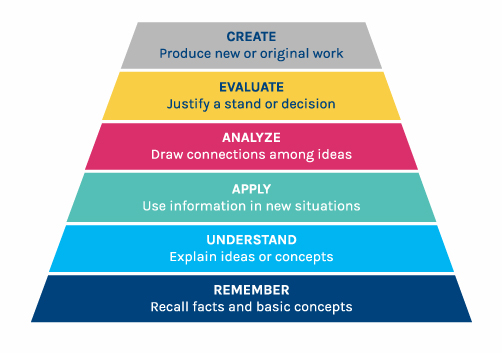 CREATE
Produce new or original work
EVALUATE
Justify a stand or decision
ANALYZE
Draw connections among ideas
APPLY
Use information in new situations
UNDERSTAND
Explain ideas or concepts
REMEMBER
Recall facts and basic concepts